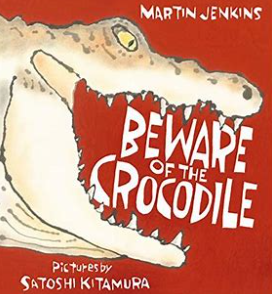 MARTIN JENKINS
BEWARE
OF THE
CROCODILE
Pictures by
SATOSHI KITAMURA